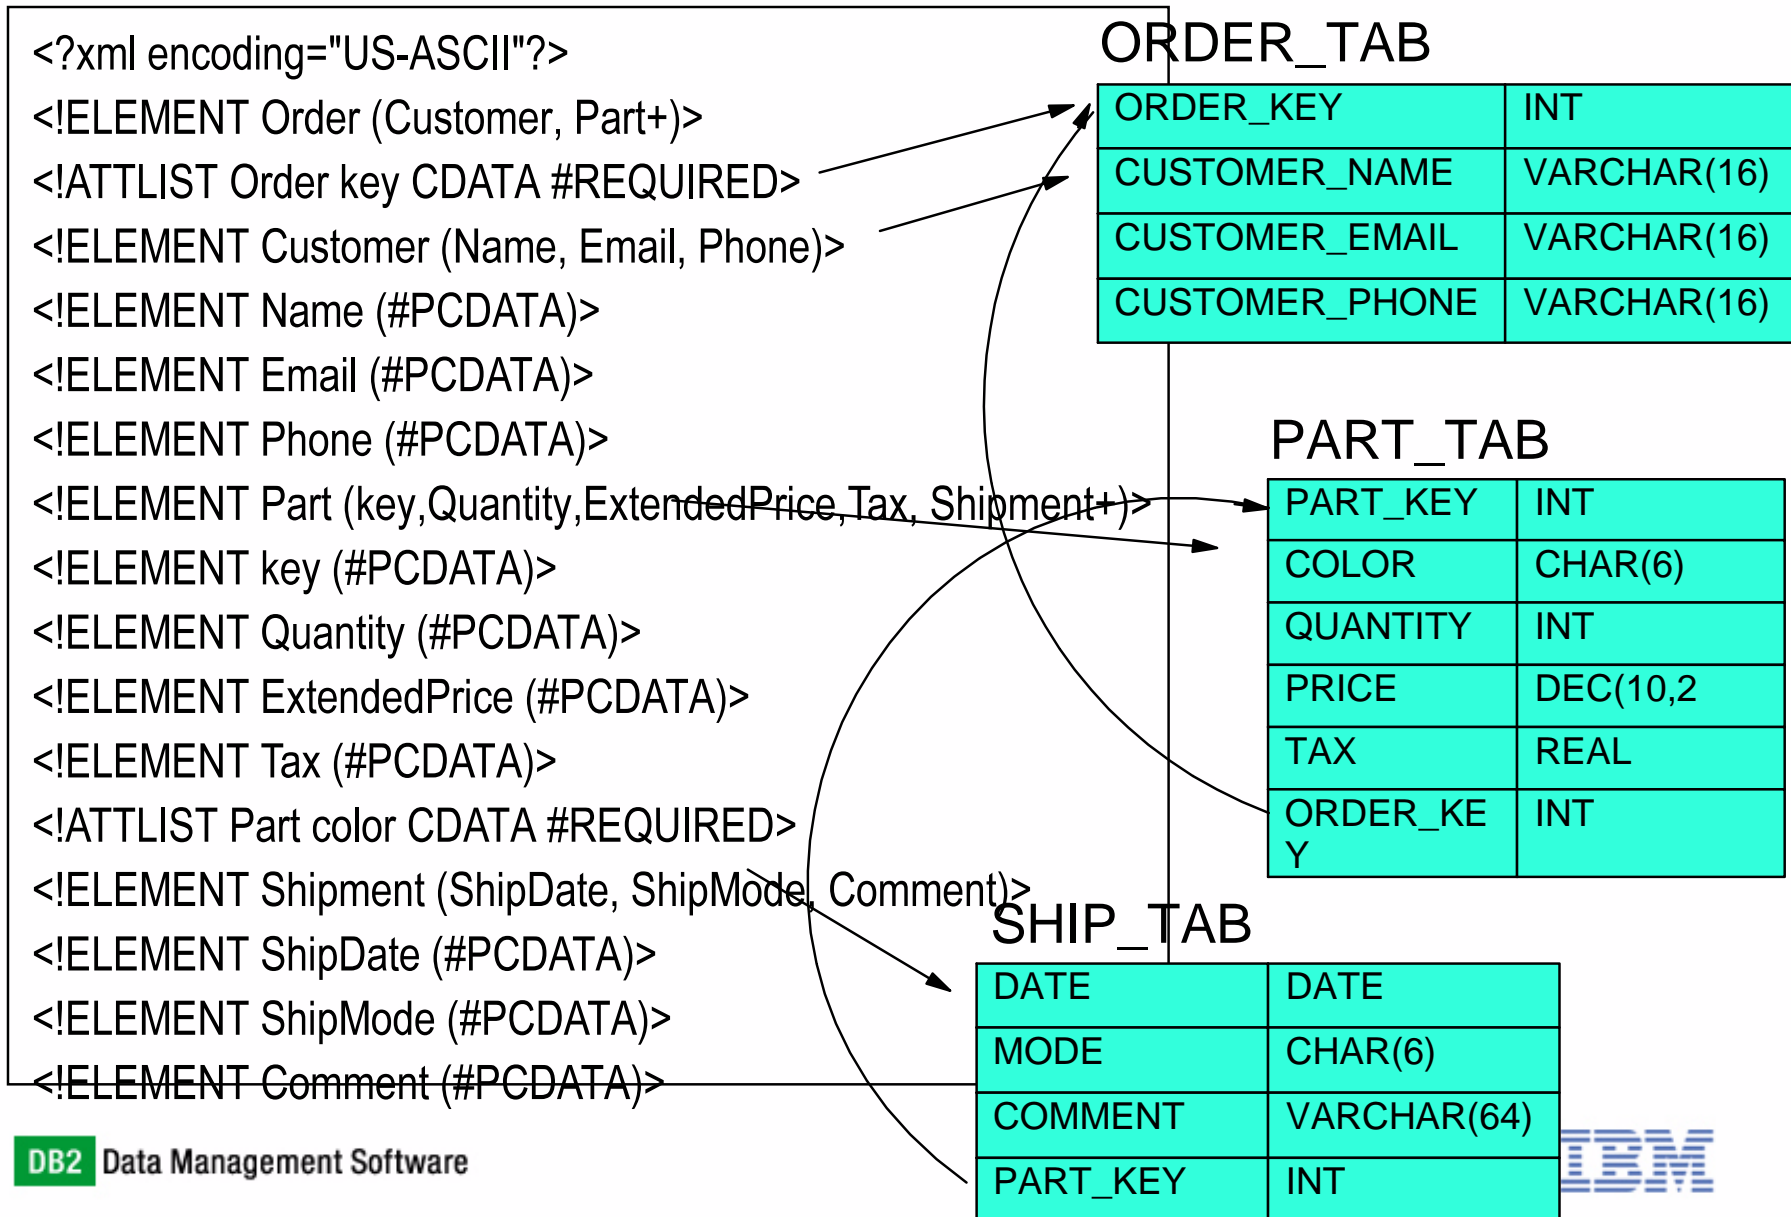 <?xml encoding="US-ASCII"?>
<!ELEMENT Order (Customer, Part+)>
<!ATTLIST Order key CDATA #REQUIRED>
<!ELEMENT Customer (Name, Email, Phone)>
<!ELEMENT Name (#PCDATA)>
<!ELEMENT Email (#PCDATA)>
<!ELEMENT Phone (#PCDATA)>
<!ELEMENT Part (key,Quantity,ExtendedPrice,Tax, Shipment+)>
<!ELEMENT key (#PCDATA)>
<!ELEMENT Quantity (#PCDATA)>
<!ELEMENT ExtendedPrice (#PCDATA)>
<!ELEMENT Tax (#PCDATA)>
<!ATTLIST Part color CDATA #REQUIRED>
<!ELEMENT Shipment (ShipDate, ShipMode, Comment)>
<!ELEMENT ShipDate (#PCDATA)>
<!ELEMENT ShipMode (#PCDATA)>
<!ELEMENT Comment (#PCDATA)>
ORDER_TAB
ORDER_KEY INT
CUSTOMER_NAME VARCHAR(16)
CUSTOMER_EMAIL VARCHAR(16)
CUSTOMER_PHONE VARCHAR(16)
PART_TAB
PART_KEY INT
COLOR CHAR(6)
QUANTITY INT
PRICE DEC(10,2
TAX REAL
ORDER_KE INT
Y
SHIP_TAB
DATE DATE
MODE CHAR(6)
COMMENT VARCHAR(64)
PART_KEY INT
DB2 Data Management Software
IBM